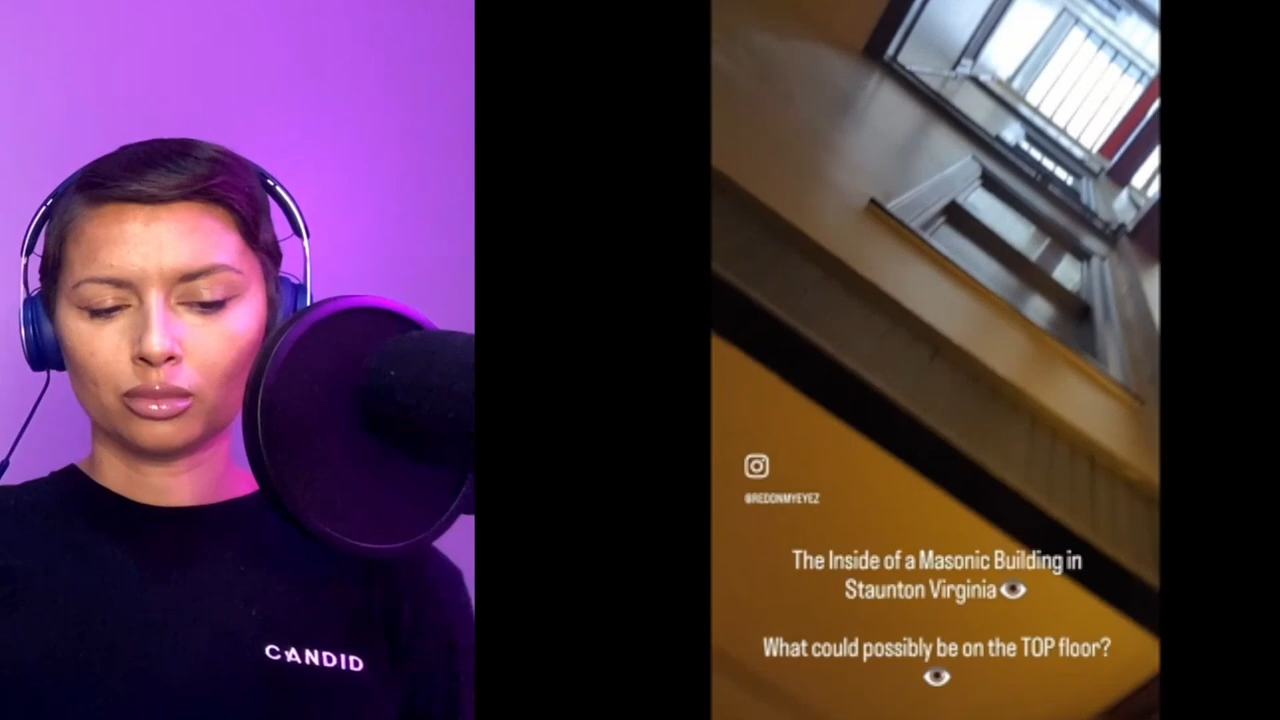 CANDID
@REDONMYEYEZ
The Inside of a Masonic Building in
Staunton Virginia 👁️
What could possibly be on the TOP floor?
👁️